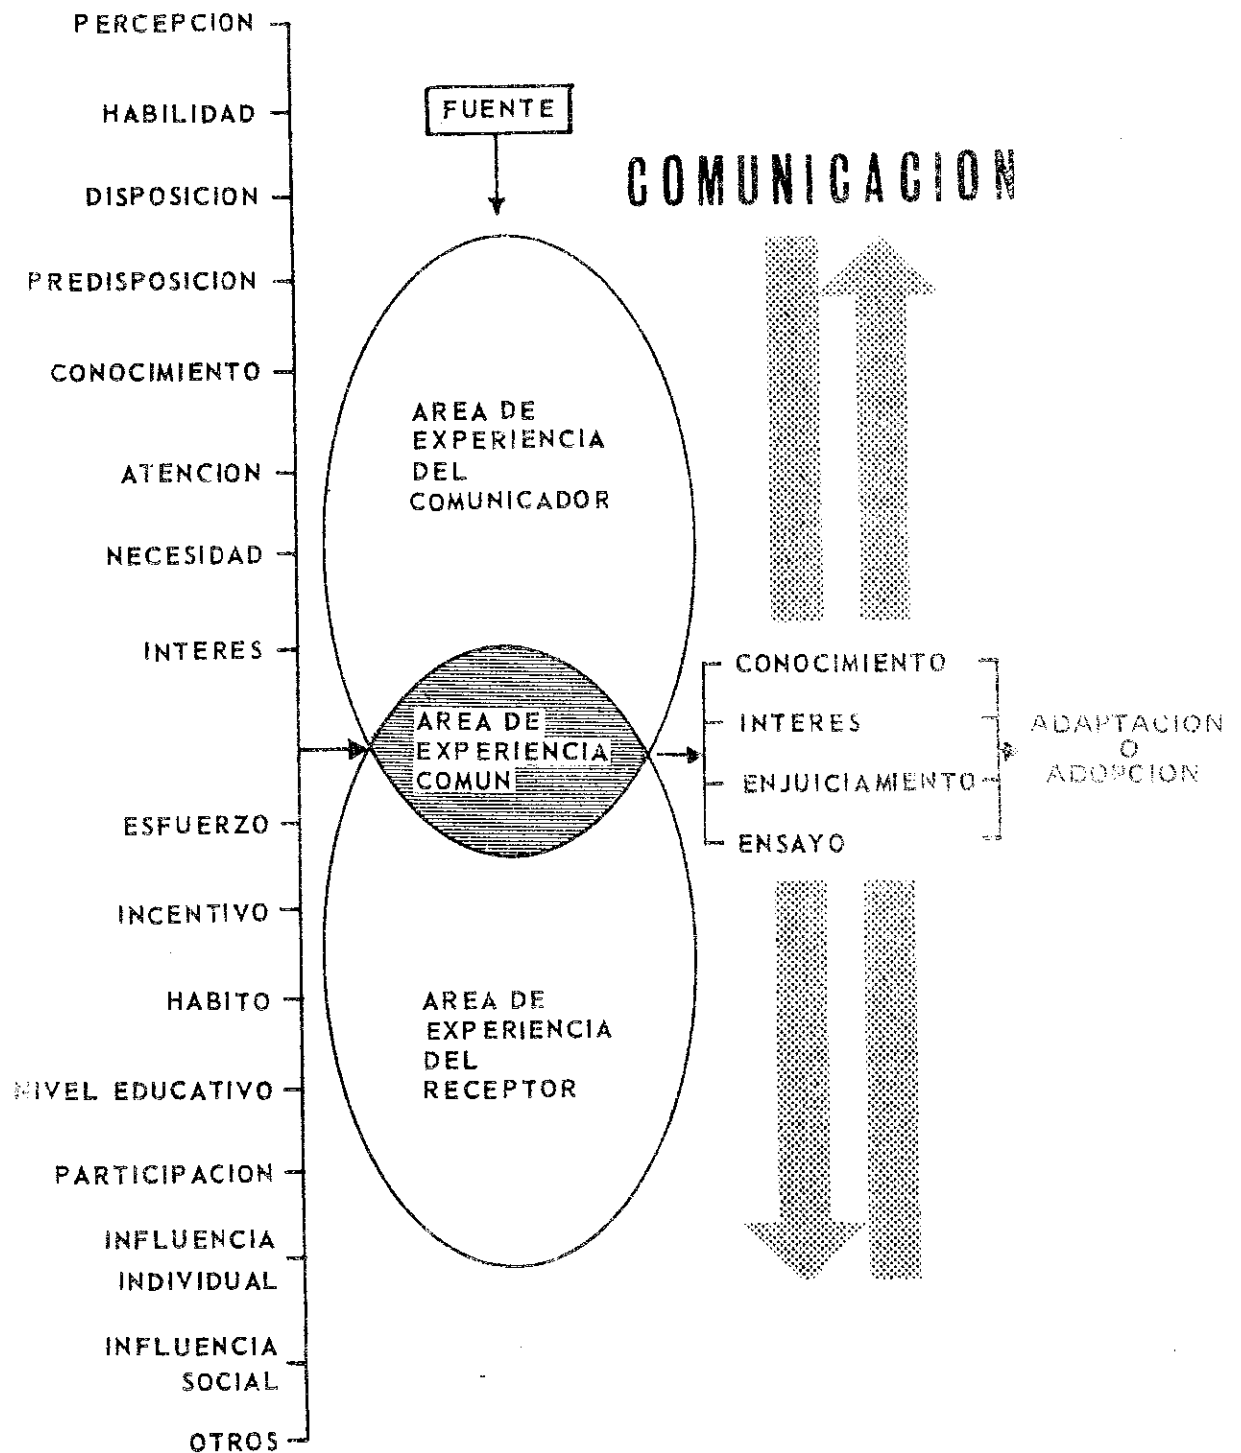 PERCEPCION
HABILIDAD
DISPOSICION
PREDISPOSICION
CONOCIMIENTO
ATENCION
NECESIDAD
INTERES
ESFUERZO
INCENTIVO
HABITO
NIVEL EDUCATIVO
PARTICIPACION
INFLUENCIA
INDIVIDUAL
INFLUENCIA
SOCIAL
OTROS
FUENTE
COMUNICACION
AREA DE
EXPERIENCIA
DEL
COMUNICADOR
AREA DE
EXPERIENCIA
COMUN
AREA DE
EXPERIENCIA
DEL
RECEPTOR
CONOCIMIENTO
INTERES
ENJUICIAMIENTO
ENSAYO
ADAPTACION
O
ADOPCION